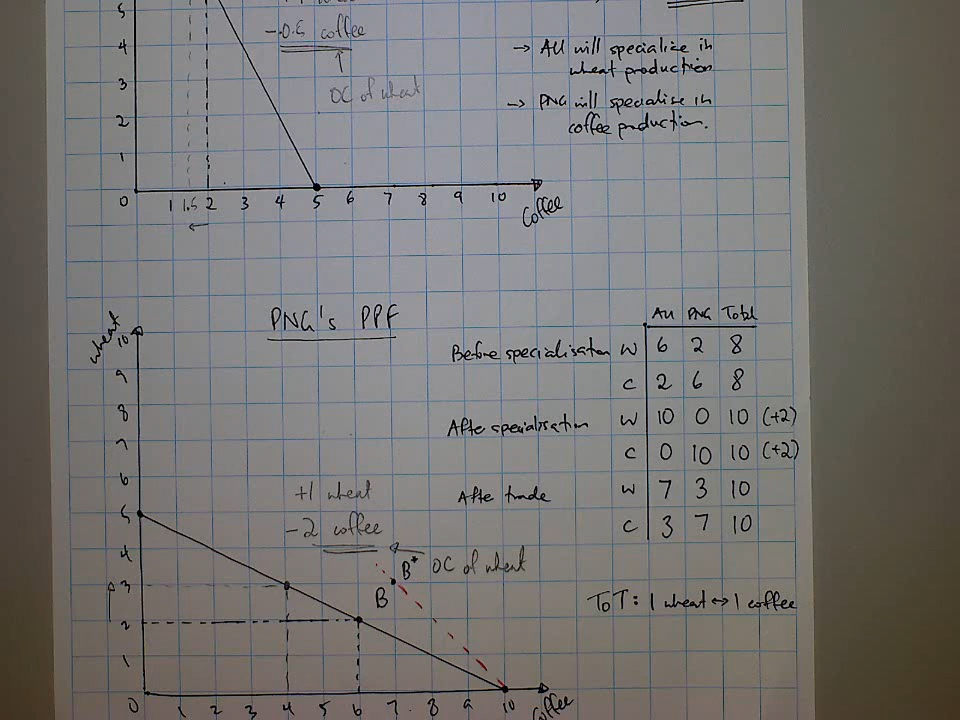 5
- 0.5 coffee
4
→ AU will specialize in
wheat production
3
OC of wheat
→ PNG will specialise in
coffee production.
2
1
0 1 1.5 2 3 4 5 6 7 8 9 10
Coffee
←
PNG's PPF
wheat
AU PNG Total
10
Before specialisation W 6 2 8
9
C 2 6 8
8
After specialisation W 10 0 10 (+2)
7
C 0 10 10 (+2)
6
+1 wheat
After trade W 7 3 10
5
-2 coffee
C 3 7 10
4
B* OC of wheat
3
B
ToT: 1 wheat ↔ 1 coffee
2
1
0 1 2 3 4 5 6 7 8 9 10
Coffee